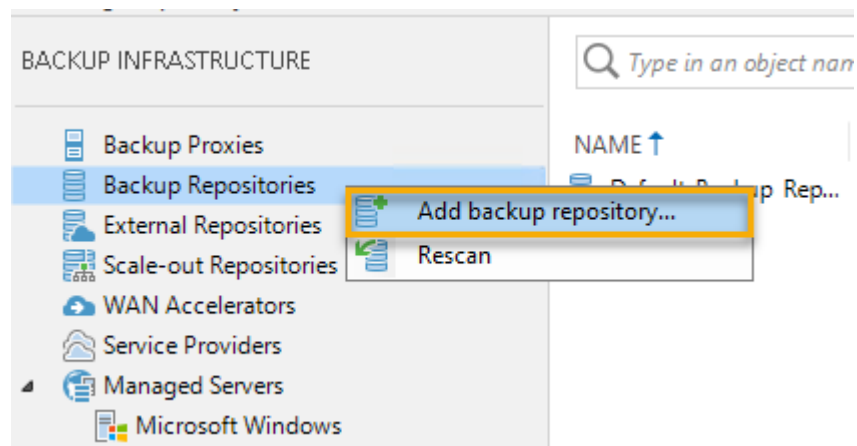 BACKUP INFRASTRUCTURE
Type in an object nam
Backup Proxies
NAME
Backup Repositories
Rep...
Add backup repository...
External Repositories
Rescan
Scale-out Repositories
WAN Accelerators
Service Providers
Managed Servers
Microsoft Windows